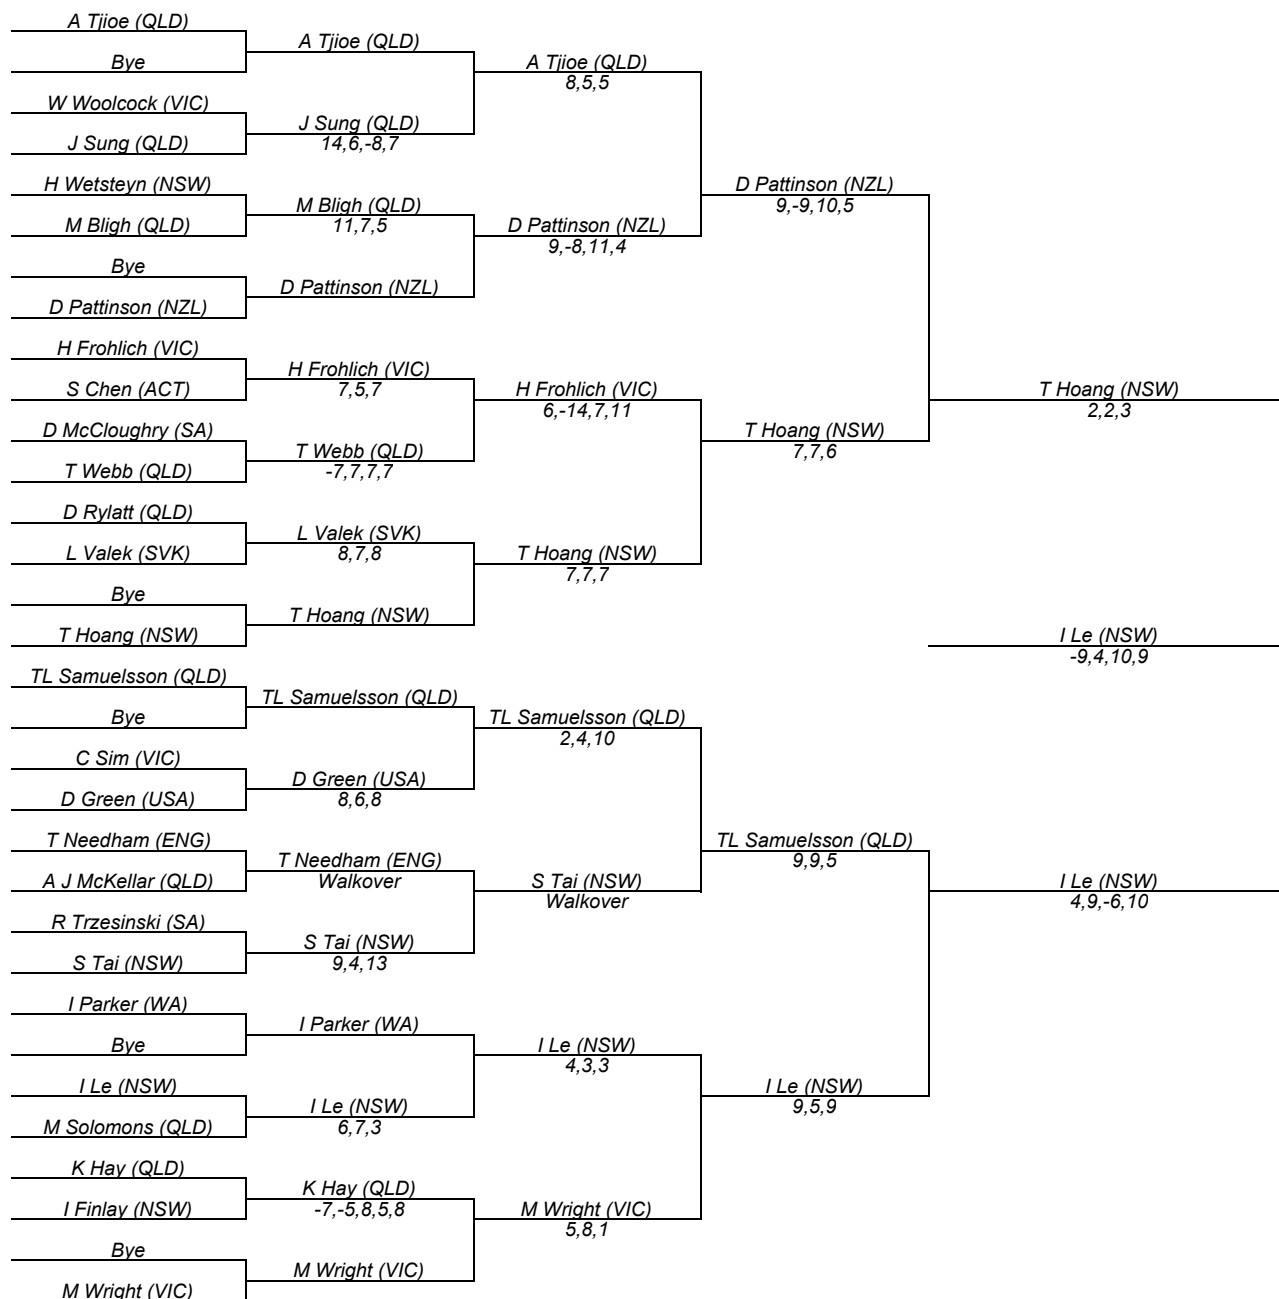 A Tjioe (QLD)
Bye
W Woolcock (VIC)
J Sung (QLD)
H Wetsteyn (NSW)
M Bligh (QLD)
Bye
D Pattinson (NZL)
H Frohlich (VIC)
S Chen (ACT)
D McCloughry (SA)
T Webb (QLD)
D Rylatt (QLD)
L Valek (SVK)
Bye
T Hoang (NSW)
TL Samuelsson (QLD)
Bye
C Sim (VIC)
D Green (USA)
T Needham (ENG)
A J McKellar (QLD)
R Trzesinski (SA)
S Tai (NSW)
I Parker (WA)
Bye
I Le (NSW)
M Solomons (QLD)
K Hay (QLD)
I Finlay (NSW)
Bye
M Wright (VIC)
A Tjioe (QLD)
J Sung (QLD)
14,6,-8,7
M Bligh (QLD)
11,7,5
D Pattinson (NZL)
H Frohlich (VIC)
7,5,7
T Webb (QLD)
-7,7,7,7
L Valek (SVK)
8,7,8
T Hoang (NSW)
TL Samuelsson (QLD)
D Green (USA)
8,6,8
T Needham (ENG)
Walkover
S Tai (NSW)
9,4,13
I Parker (WA)
I Le (NSW)
6,7,3
K Hay (QLD)
-7,-5,8,5,8
M Wright (VIC)
A Tjioe (QLD)
8,5,5
D Pattinson (NZL)
9,-8,11,4
H Frohlich (VIC)
6,-14,7,11
T Hoang (NSW)
7,7,7
TL Samuelsson (QLD)
2,4,10
S Tai (NSW)
Walkover
I Le (NSW)
4,3,3
M Wright (VIC)
5,8,1
D Pattinson (NZL)
9,-9,10,5
T Hoang (NSW)
7,7,6
TL Samuelsson (QLD)
9,9,5
I Le (NSW)
9,5,9
T Hoang (NSW)
2,2,3
I Le (NSW)
-9,4,10,9
I Le (NSW)
4,9,-6,10